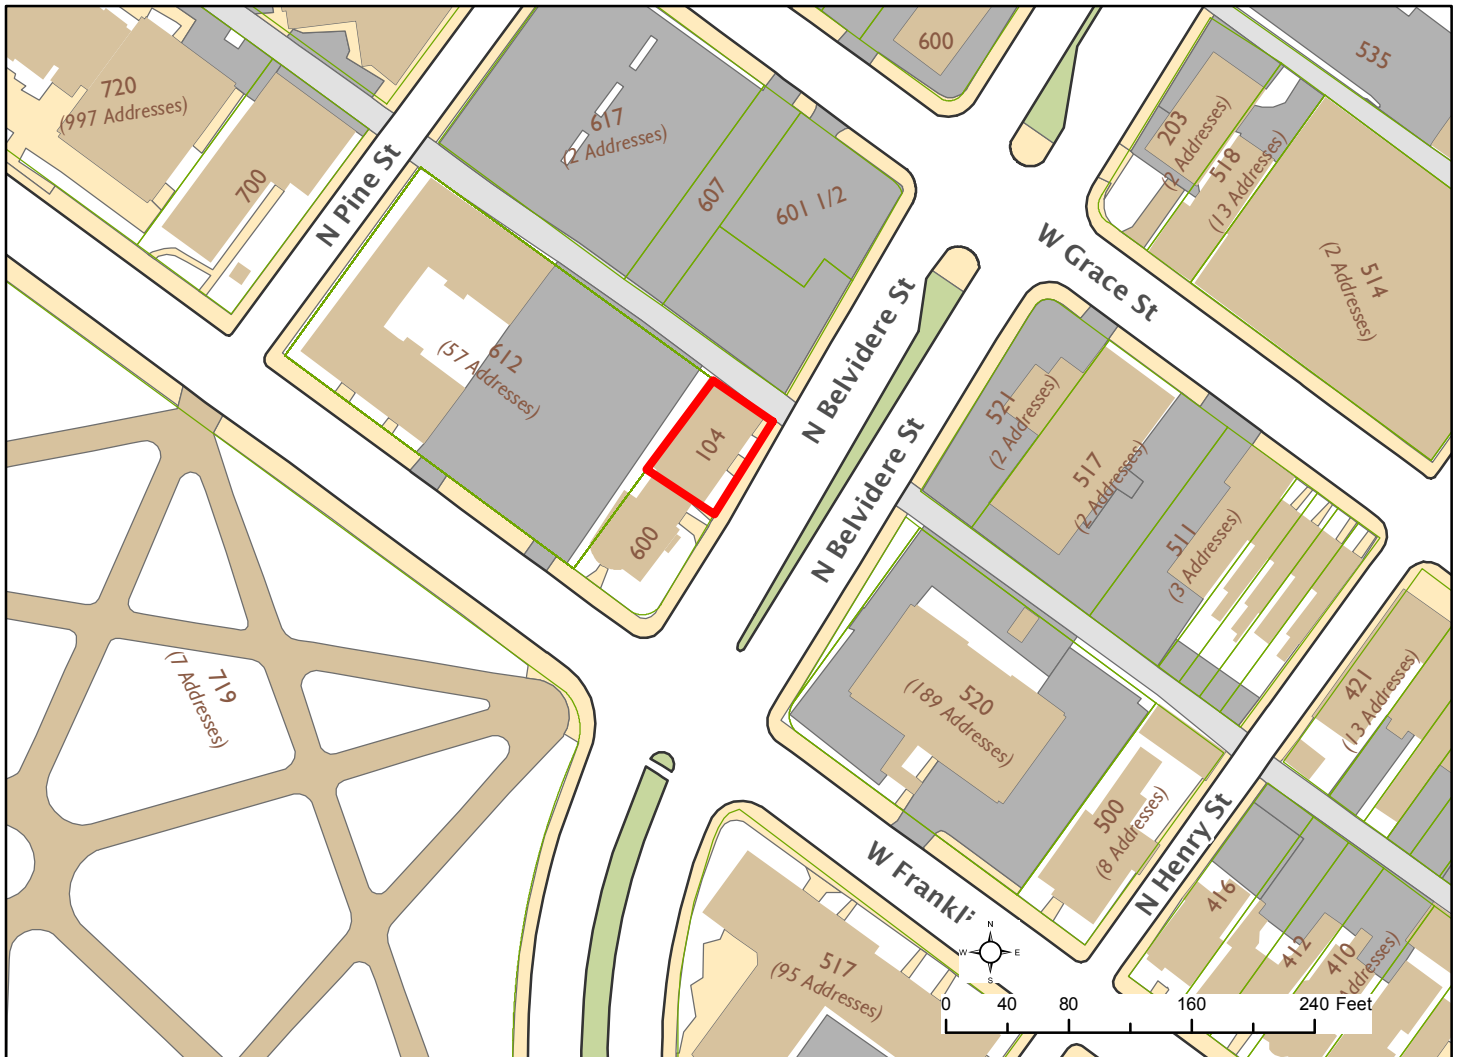 600
535
720
(997 Addresses)
617
(2 Addresses)
203
(2 Addresses)
518
(13 Addresses)
700
N Pine St
607
601 1/2
W Grace St
514
(2 Addresses)
612
(57 Addresses)
N Belvidere St
104
521
(2 Addresses)
517
(2 Addresses)
N Belvidere St
600
511
(3 Addresses)
719
(7 Addresses)
520
(189 Addresses)
421
(13 Addresses)
500
(8 Addresses)
N Henry St
W Frankli
416
412
410
Addresses)
517
(95 Addresses)
N
W E
S
0 40 80 160 240 Feet